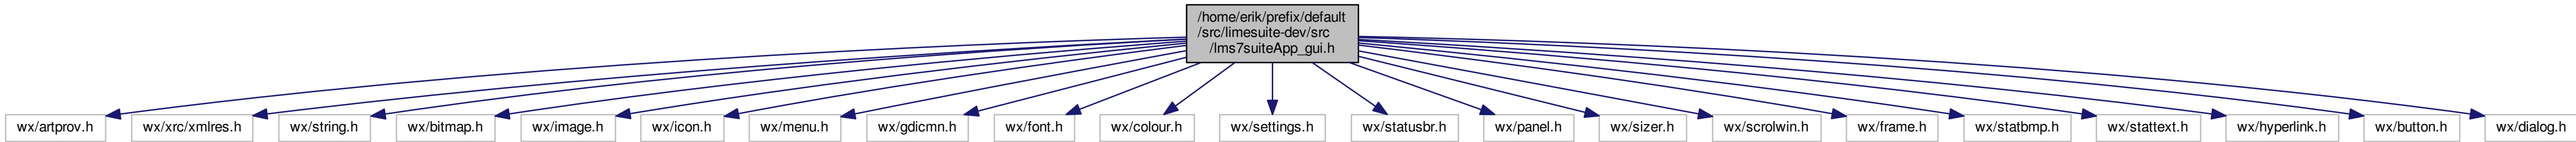 /home/erik/prefix/default
/src/limesuite-dev/src
/lms7suiteApp_gui.h
wx/artprov.h
wx/xrc/xmlres.h
wx/string.h
wx/bitmap.h
wx/image.h
wx/icon.h
wx/menu.h
wx/gdicmn.h
wx/font.h
wx/colour.h
wx/settings.h
wx/statusbr.h
wx/panel.h
wx/sizer.h
wx/scrolwin.h
wx/frame.h
wx/statbmp.h
wx/stattext.h
wx/hyperlink.h
wx/button.h
wx/dialog.h